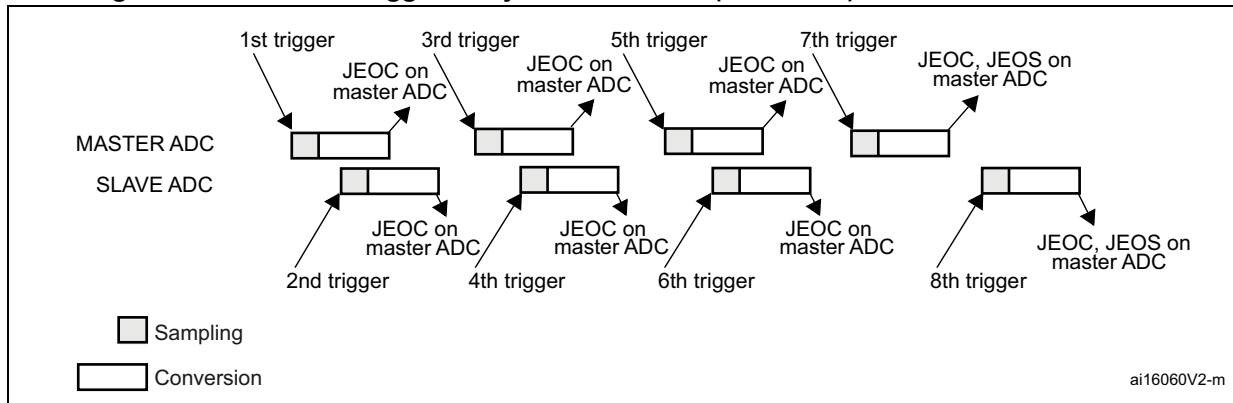 1st trigger
JEOC on
master ADC
3rd trigger
JEOC on
master ADC
5th trigger
JEOC on
master ADC
7th trigger
JEOC, JEOS on
master ADC
MASTER ADC
SLAVE ADC
JEOC on
master ADC
2nd trigger
JEOC on
master ADC
4th trigger
JEOC on
master ADC
6th trigger
JEOC, JEOS on
master ADC
8th trigger
Sampling
Conversion
ai16060V2-m